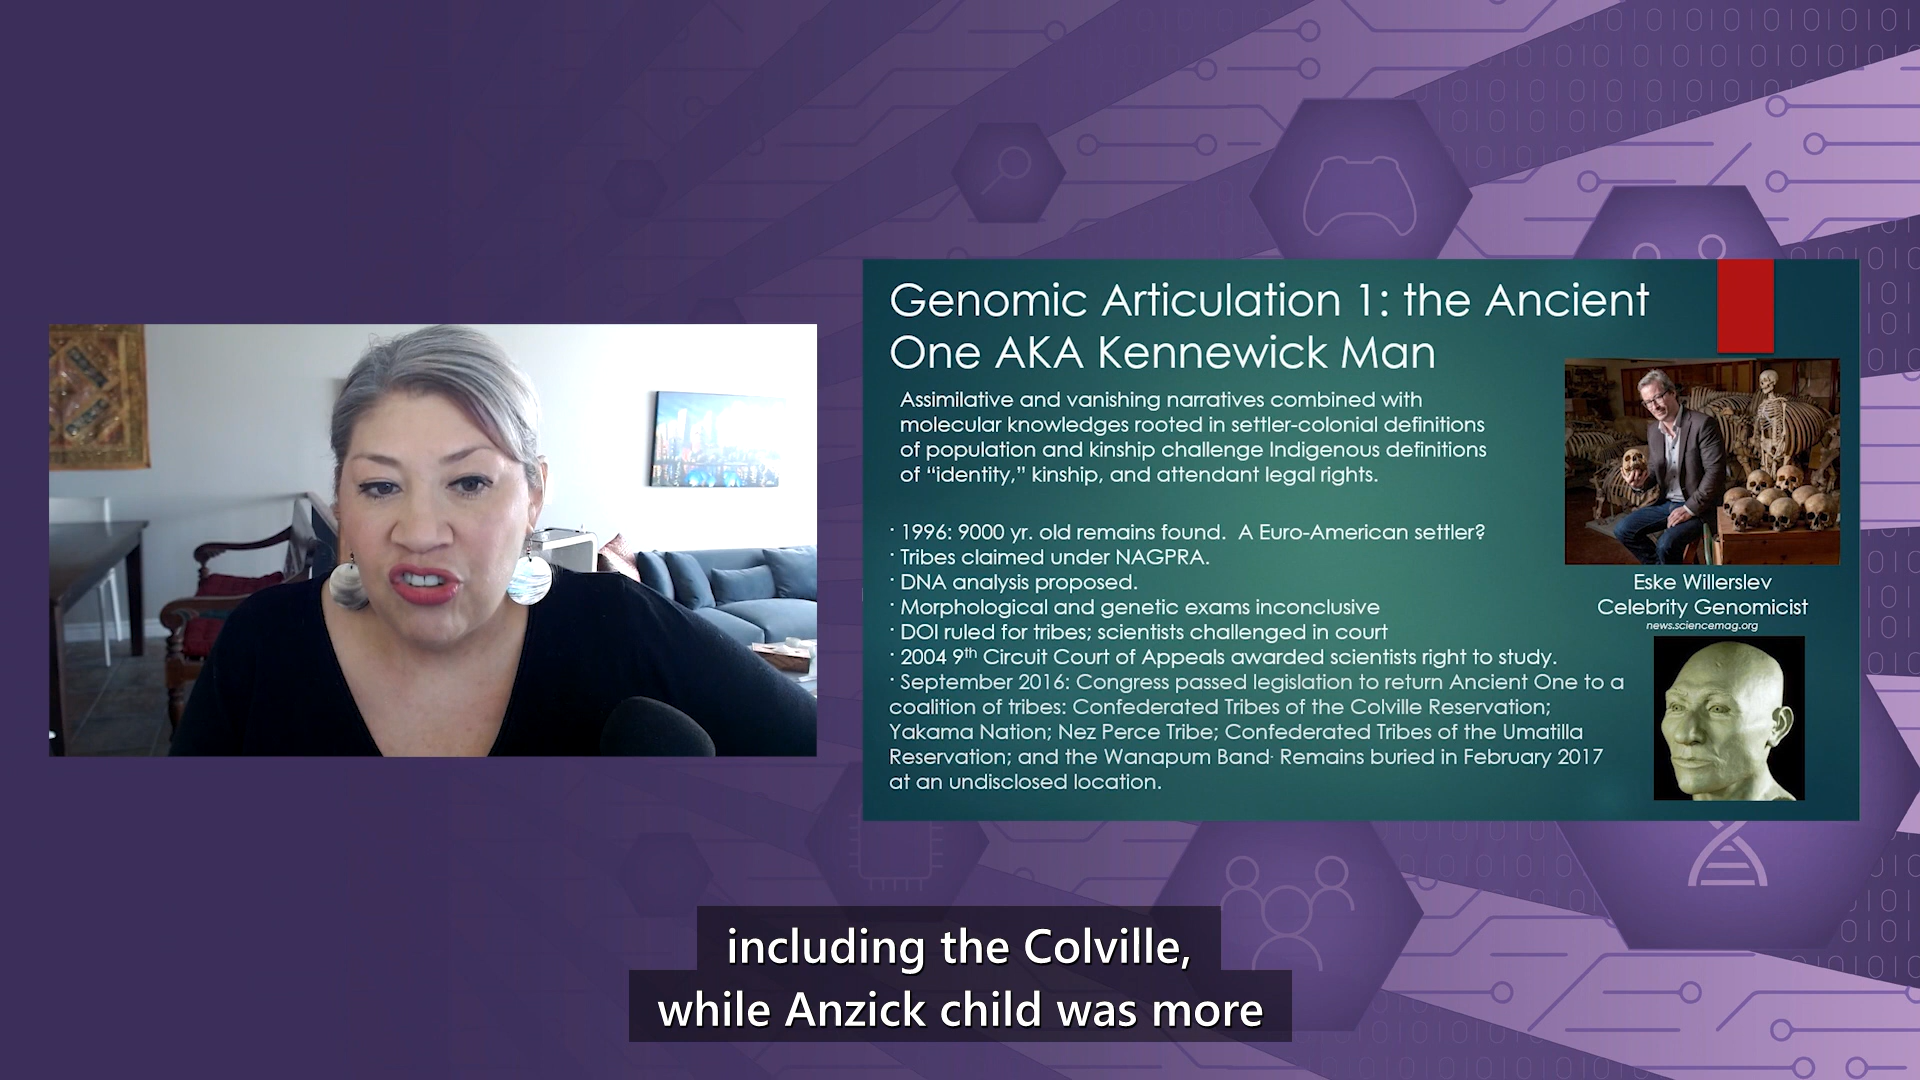 Genomic Articulation 1: the Ancient
One AKA Kennewick Man
Assimilative and vanishing narratives combined with
molecular knowledges rooted in settler-colonial definitions
of population and kinship challenge Indigenous definitions
of “identity,” kinship, and attendant legal rights.
· 1996: 9000 yr. old remains found.  A Euro-American settler?
· Tribes claimed under NAGPRA.
· DNA analysis proposed.
· Morphological and genetic exams inconclusive
· DOI ruled for tribes; scientists challenged in court
· 2004 9th Circuit Court of Appeals awarded scientists right to study.
· September 2016: Congress passed legislation to return Ancient One to a
coalition of tribes: Confederated Tribes of the Colville Reservation;
Yakama Nation; Nez Perce Tribe; Confederated Tribes of the Umatilla
Reservation; and the Wanapum Band· Remains buried in February 2017
at an undisclosed location.
Eske Willerslev
Celebrity Genomicist
news.sciencemag.org
including the Colville,
while Anzick child was more